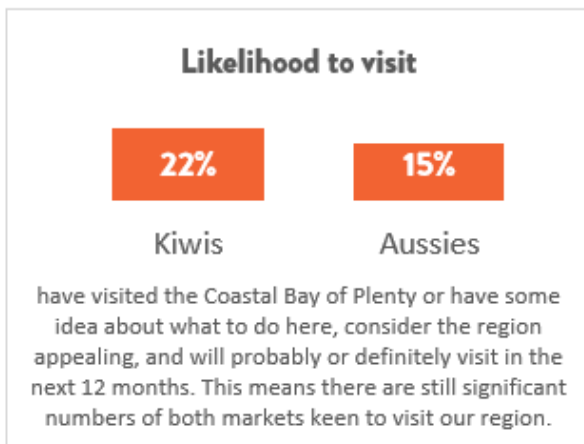 Likelihood to visit
22% 15%
Kiwis Aussies
have visited the Coastal Bay of Plenty or have some
idea about what to do here, consider the region
appealing, and will probably or definitely visit in the
next 12 months. This means there are still significant
numbers of both markets keen to visit our region.